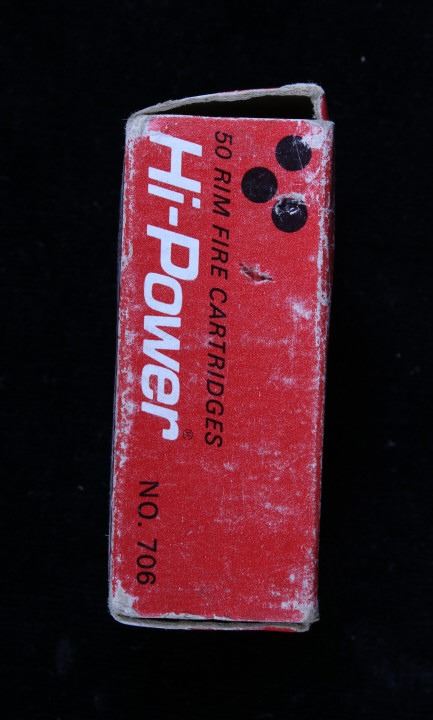 50 RIM FIRE CARTRIDGES
Hi-Power®
NO. 706